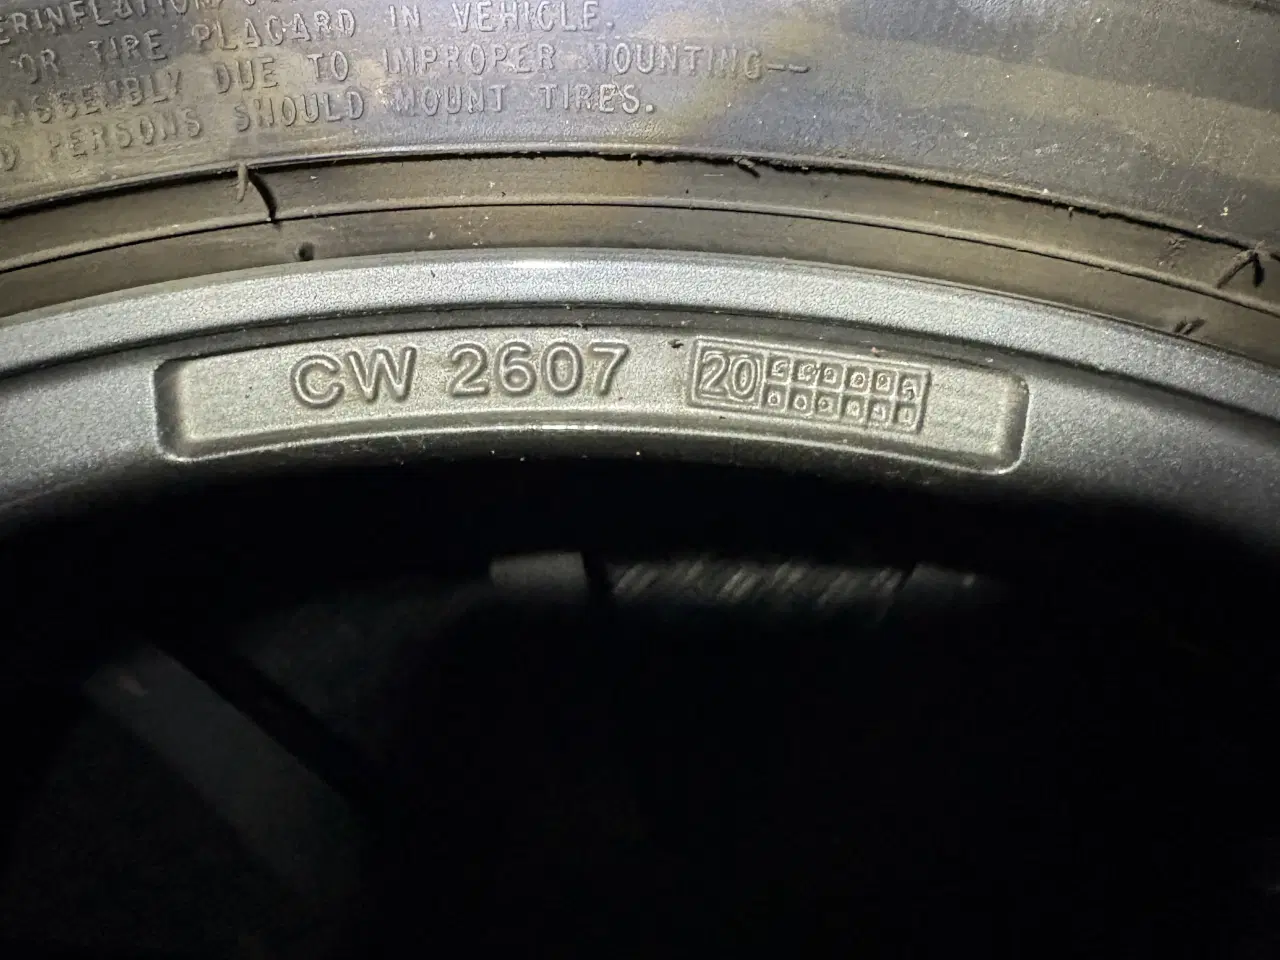 OR TIRE PLACARD IN VEHICLE.
ASSEMBLY DUE TO IMPROPER MOUNTING--
PERSONS SHOULD MOUNT TIRES.
CW 2607 20